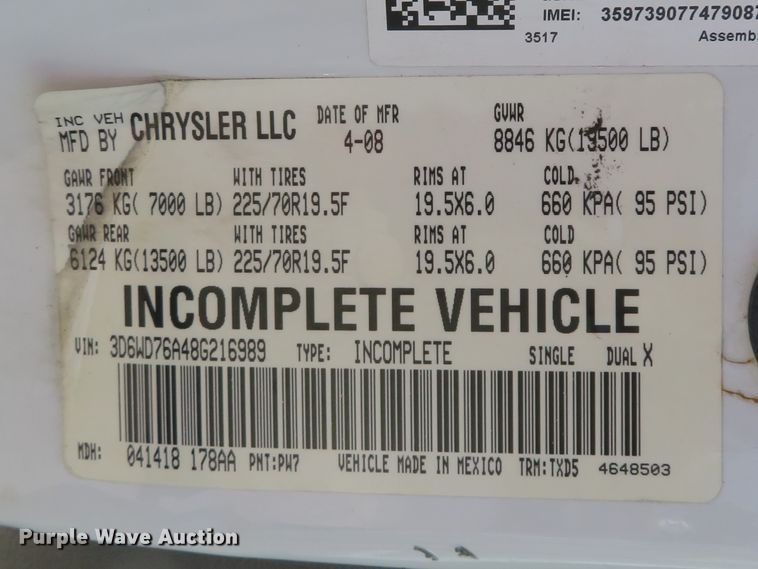 IMEI: 359739077479087
3517 Assemb
INC VEH
MFD BY CHRYSLER LLC DATE OF MFR 4-08 GVWR 8846 KG(13500 LB)
GAWR FRONT WITH TIRES RIMS AT COLD
3176 KG( 7000 LB) 225/70R19.5F 19.5X6.0 660 KPA( 95 PSI)
GAWR REAR WITH TIRES RIMS AT COLD
6124 KG(13500 LB) 225/70R19.5F 19.5X6.0 660 KPA( 95 PSI)
INCOMPLETE VEHICLE
VIN: 3D6WD76A48G216989 TYPE: INCOMPLETE SINGLE DUAL X
MDH: 041418 178AA PNT:PW7 VEHICLE MADE IN MEXICO TRM:TXD5 4648503
Purple Wave Auction